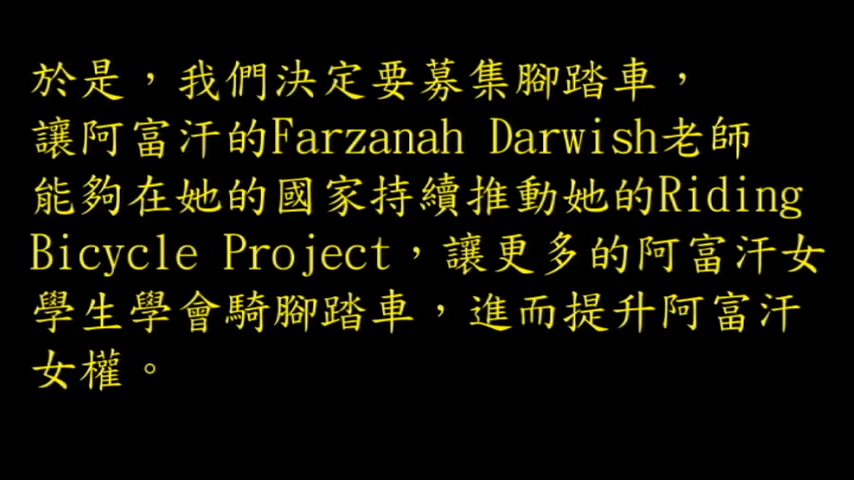 於是，我們決定要募集腳踏車，
讓阿富汗的Farzanah Darwish老師
能夠在她的國家持續推動她的Riding
Bicycle Project，讓更多的阿富汗女
學生學會騎腳踏車，進而提升阿富汗
女權。